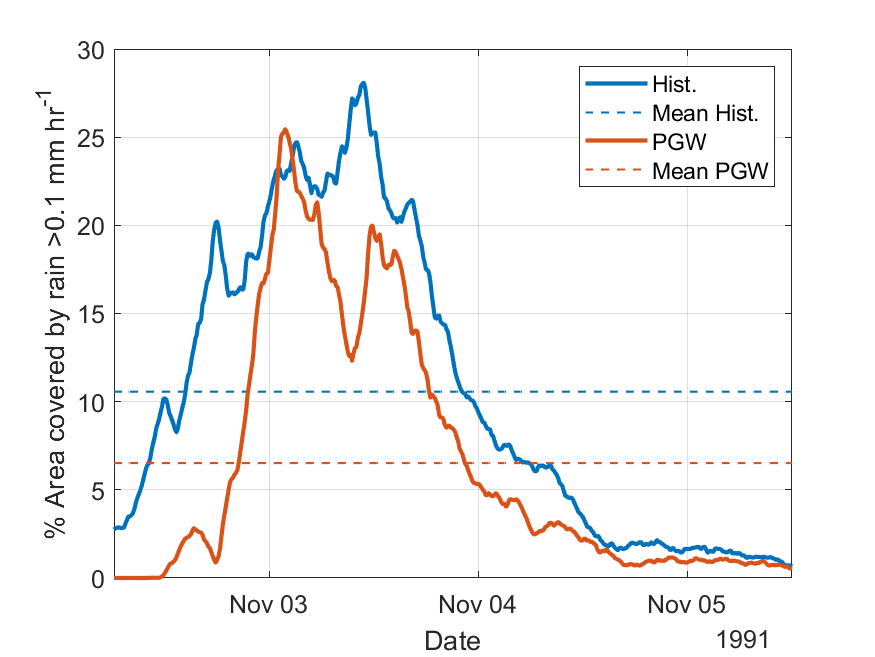 30
25
20
15
10
5
0
% Area covered by rain >0.1 mm hr-1
Hist.
Mean Hist.
PGW
Mean PGW
Nov 03
Nov 04
Nov 05
Date
1991